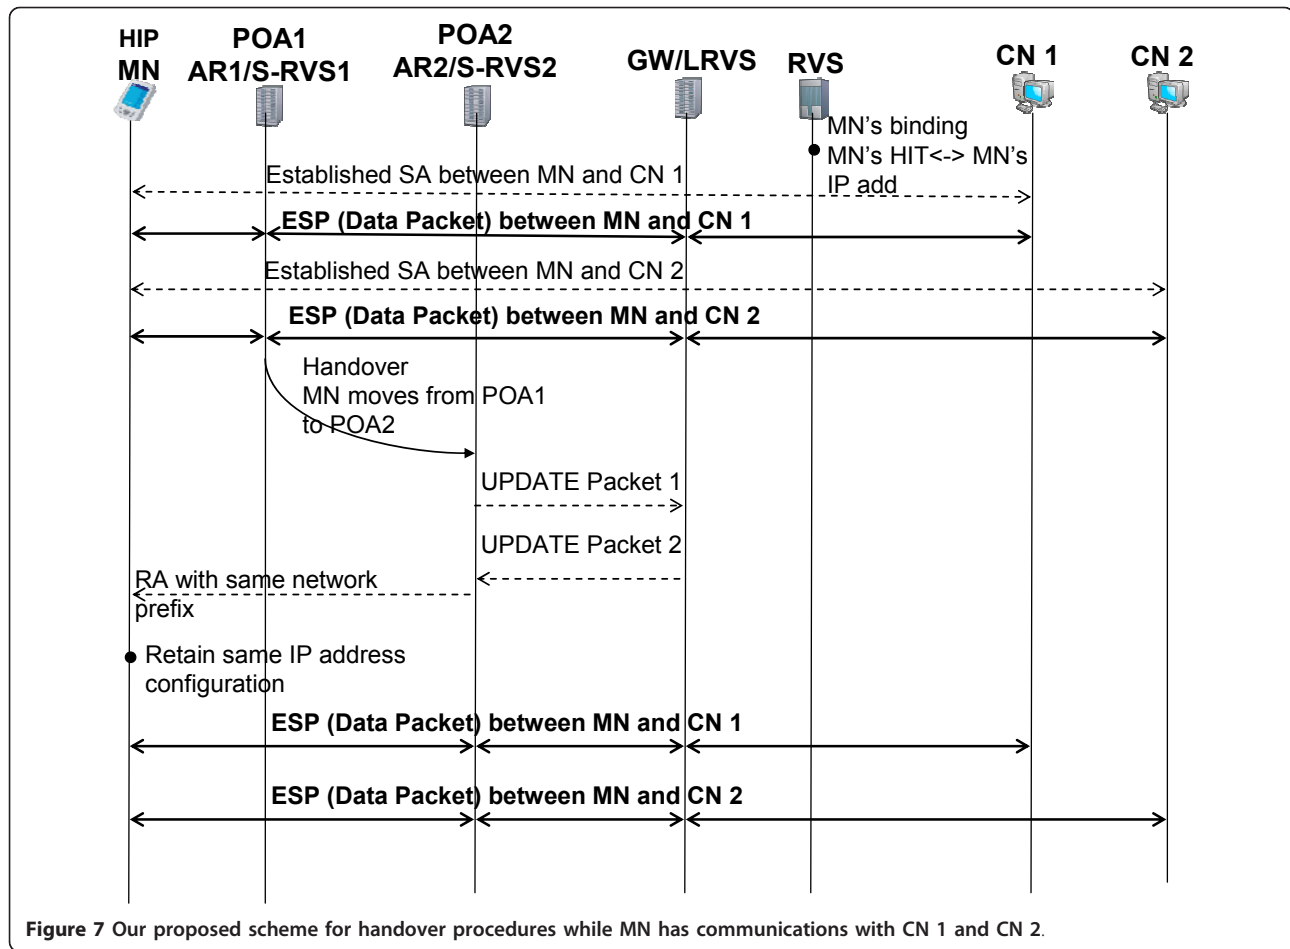 HIP
MN
POA1
AR1/S-RVS1
POA2
AR2/S-RVS2
GW/LRVS
RVS
CN 1
CN 2
MN's binding
MN's HIT<-> MN's
IP add
Established SA between MN and CN 1
ESP (Data Packet) between MN and CN 1
Established SA between MN and CN 2
ESP (Data Packet) between MN and CN 2
Handover
MN moves from POA1
to POA2
UPDATE Packet 1
UPDATE Packet 2
RA with same network
prefix
Retain same IP address
configuration
ESP (Data Packet) between MN and CN 1
ESP (Data Packet) between MN and CN 2
Figure 7 Our proposed scheme for handover procedures while MN has communications with CN 1 and CN 2.